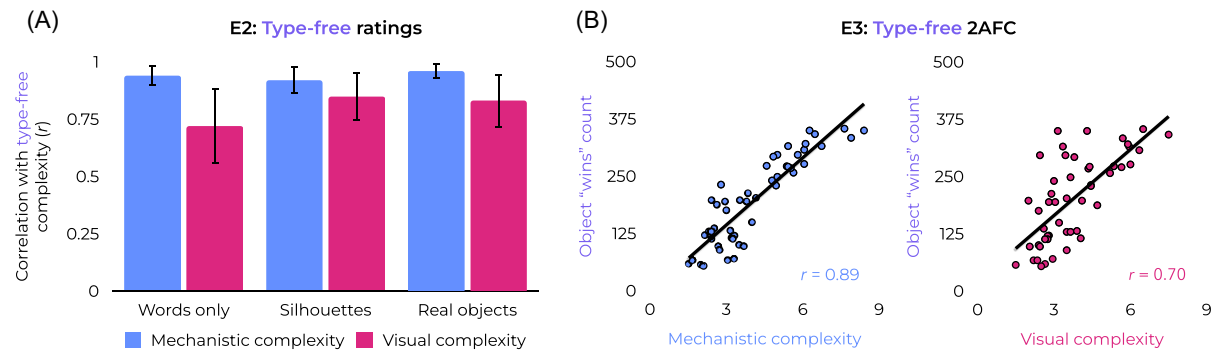 (A)
E2: Type-free ratings
Correlation with type-free
complexity (r)
1
0.75
0.5
0.25
0
Words only
Silhouettes
Real objects
Mechanistic complexity
Visual complexity
(B)
E3: Type-free 2AFC
Object “wins” count
500
375
250
125
0
r = 0.89
0
3
6
9
Mechanistic complexity
Object “wins” count
500
375
250
125
0
r = 0.70
0
3
6
9
Visual complexity